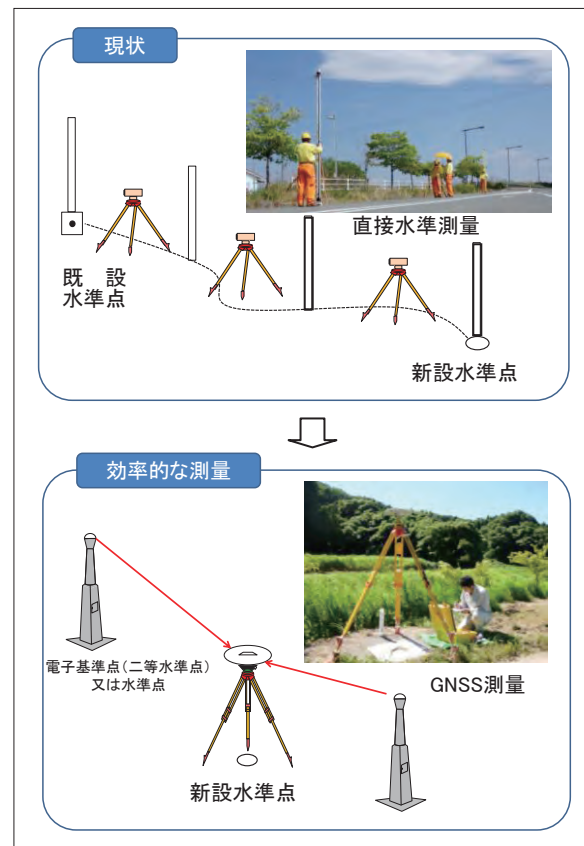 現状
直接水準測量
既 設
水準点
新設水準点
効率的な測量
電子基準点(二等水準点)
又は水準点
GNSS測量
新設水準点